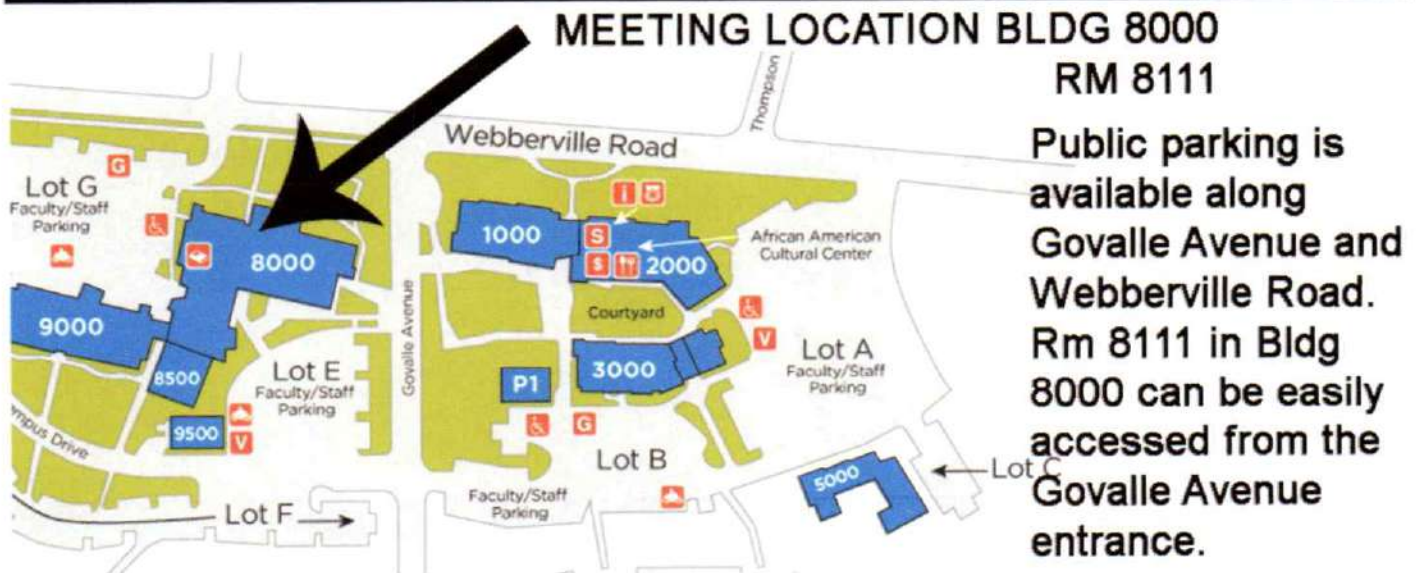 MEETING LOCATION BLDG 8000
RM 8111
Public parking is
available along
Govalle Avenue and
Webberville Road.
Rm 8111 in Bldg
8000 can be easily
accessed from the
Govalle Avenue
entrance.
Thompson
Webberville Road
G
Lot G
Faculty/Staff
Parking
8000
9000
8500
9500
V
Lot E
Faculty/Staff
Parking
Govalle Avenue
mpus Drive
Lot F
1000
S
$
2000
African American
Cultural Center
Courtyard
3000
P1
G
V
Lot A
Faculty/Staff
Parking
Lot B
Faculty/Staff
Parking
5000
Lot C